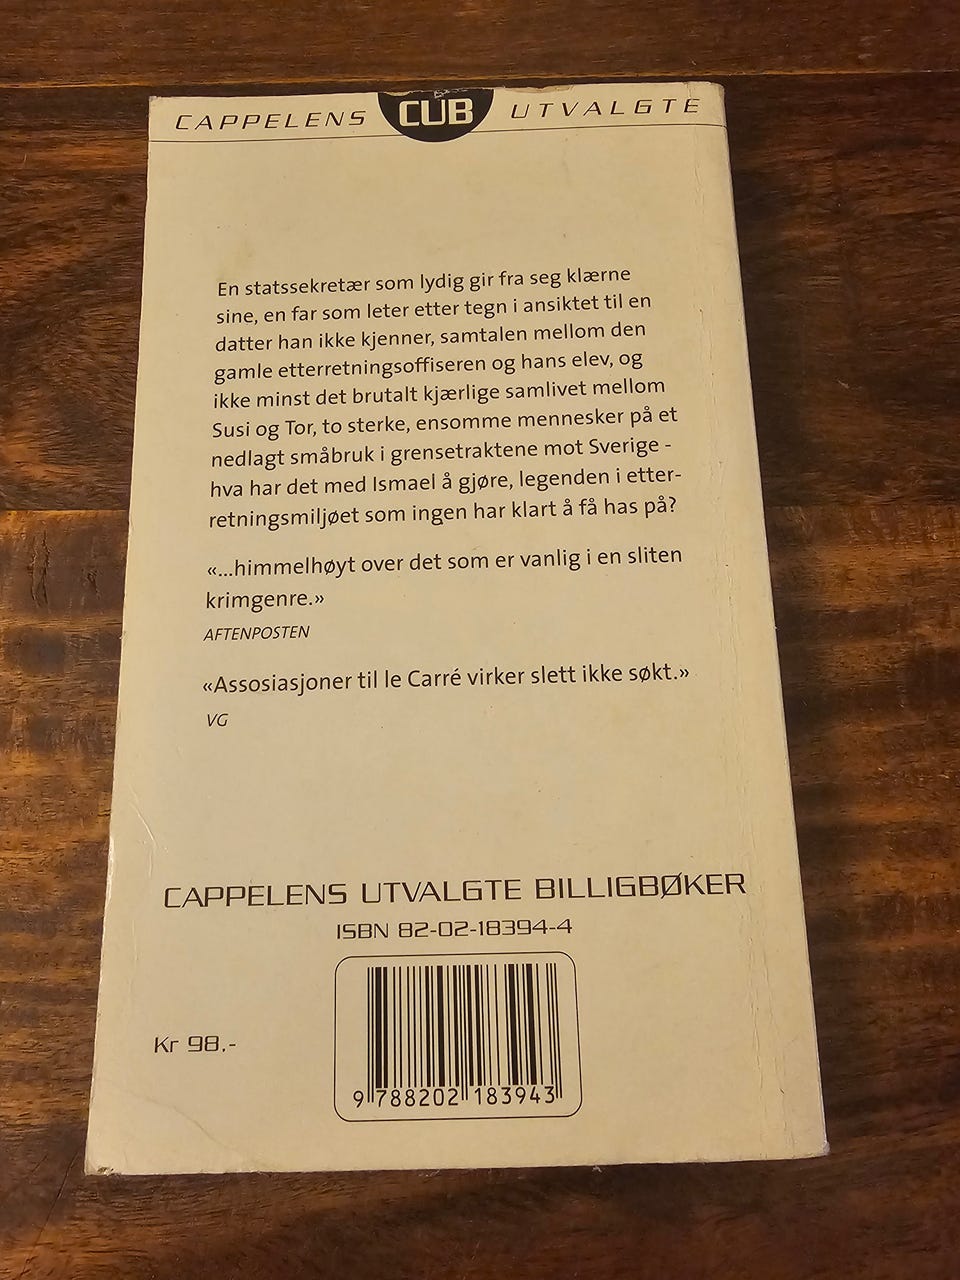 CAPPELENS CUB UTVALGTE
En statssekretær som lydig gir fra seg klærne
sine, en far som leter etter tegn i ansiktet til en
datter han ikke kjenner, samtalen mellom den
gamle etterretningsoffiseren og hans elev, og
ikke minst det brutalt kjærlige samlivet mellom
Susi og Tor, to sterke, ensomme mennesker på et
nedlagt småbruk i grensetraktene mot Sverige -
hva har det med Ismael å gjøre, legenden i etter-
retningsmiljøet som ingen har klart å få has på?
«...himmelhøyt over det som er vanlig i en sliten
krimgenre.»
AFTENPOSTEN
«Assosiasjoner til le Carré virker slett ikke søkt.»
VG
CAPPELENS UTVALGTE BILLIGBØKER
ISBN 82-02-18394-4
Kr 98,-
9 788202 183943